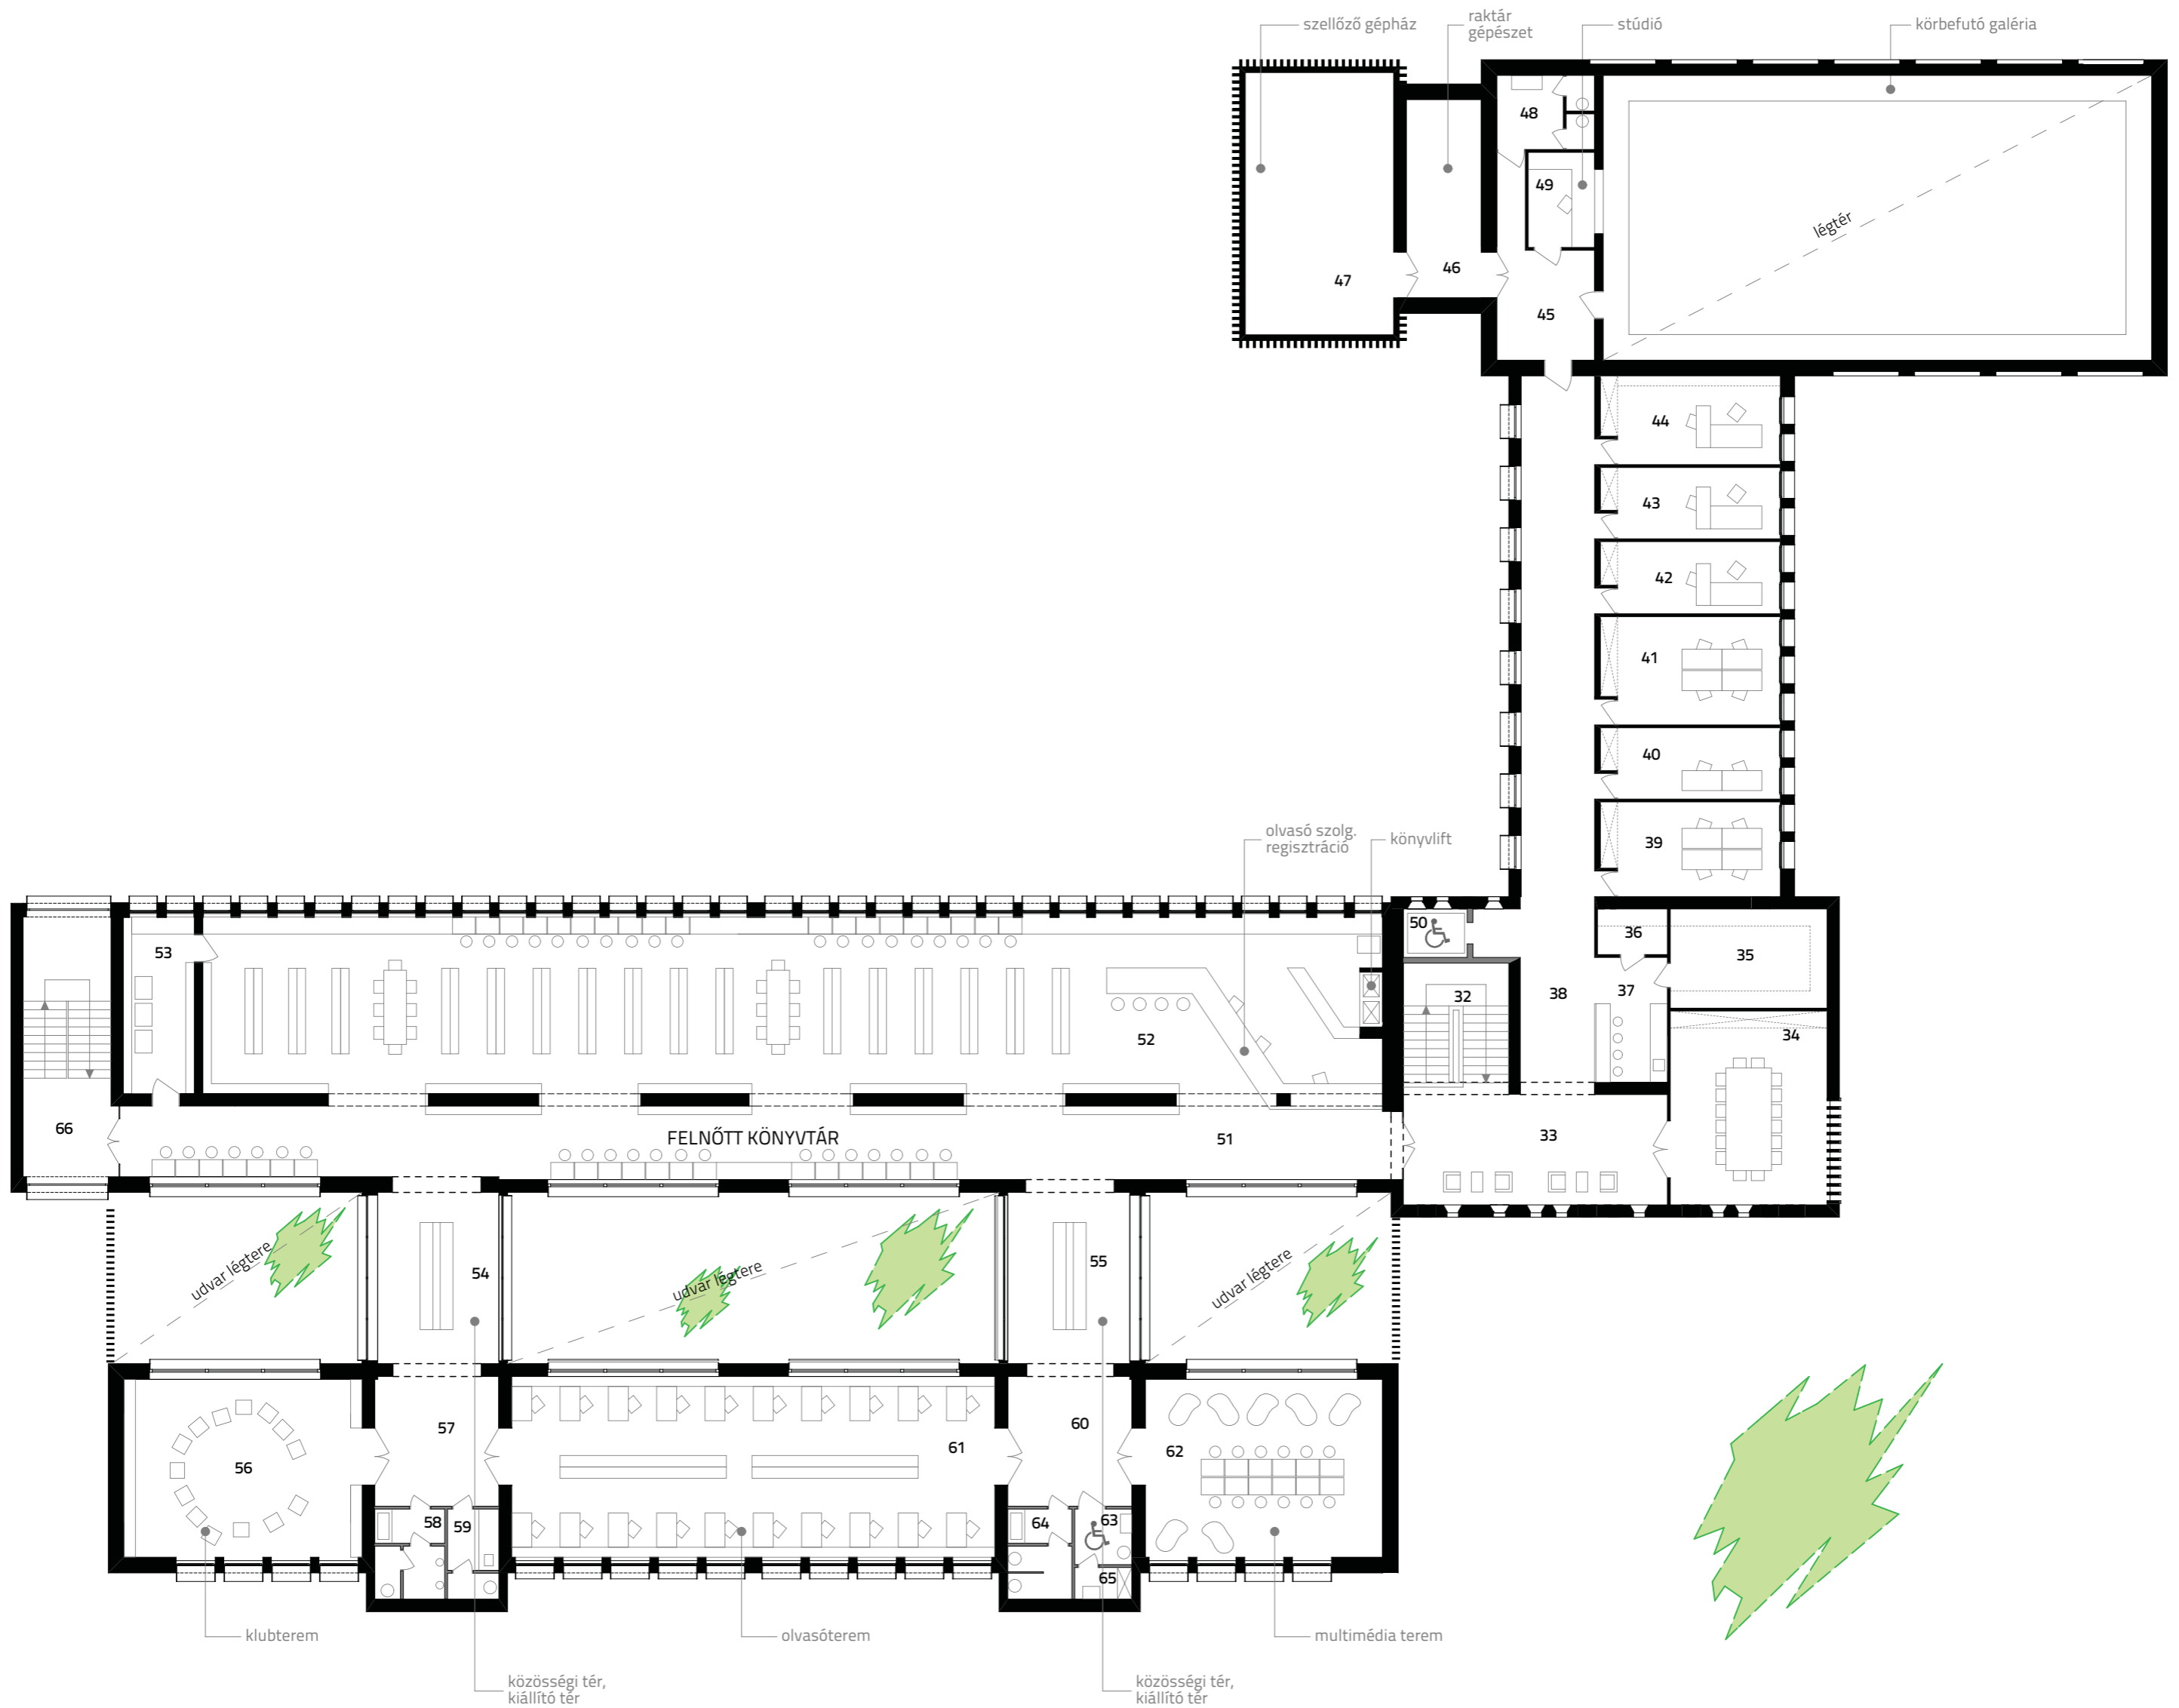 szellőző gépház
raktár
gépészet
stúdió
körbefutó galéria
48
49
légtér
46
47
45
44
43
42
41
40
39
olvasó szolg.
regisztráció
könyvlift
50
36
53
35
38
37
32
34
52
66
FELNŐTT KÖNYVTÁR
51
33
udvar légtere
54
udvar légtere
55
udvar légtere
57
60
56
61
62
58
59
64
63
65
klubterem
olvasóterem
multimédia terem
közösségi tér,
kiállító tér
közösségi tér,
kiállító tér